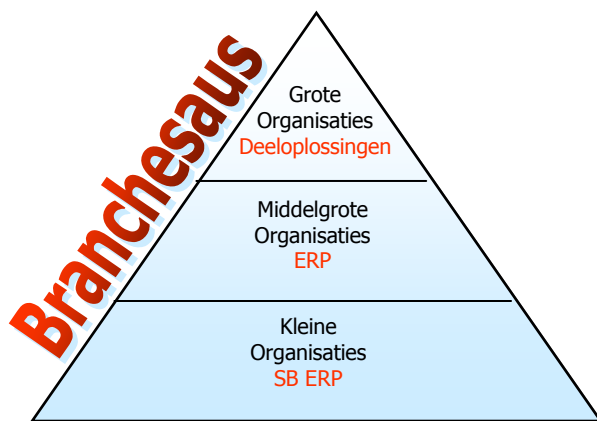 Branchesaus
Grote
Organisaties
Deeloplossingen
Middelgrote
Organisaties
ERP
Kleine
Organisaties
SB ERP